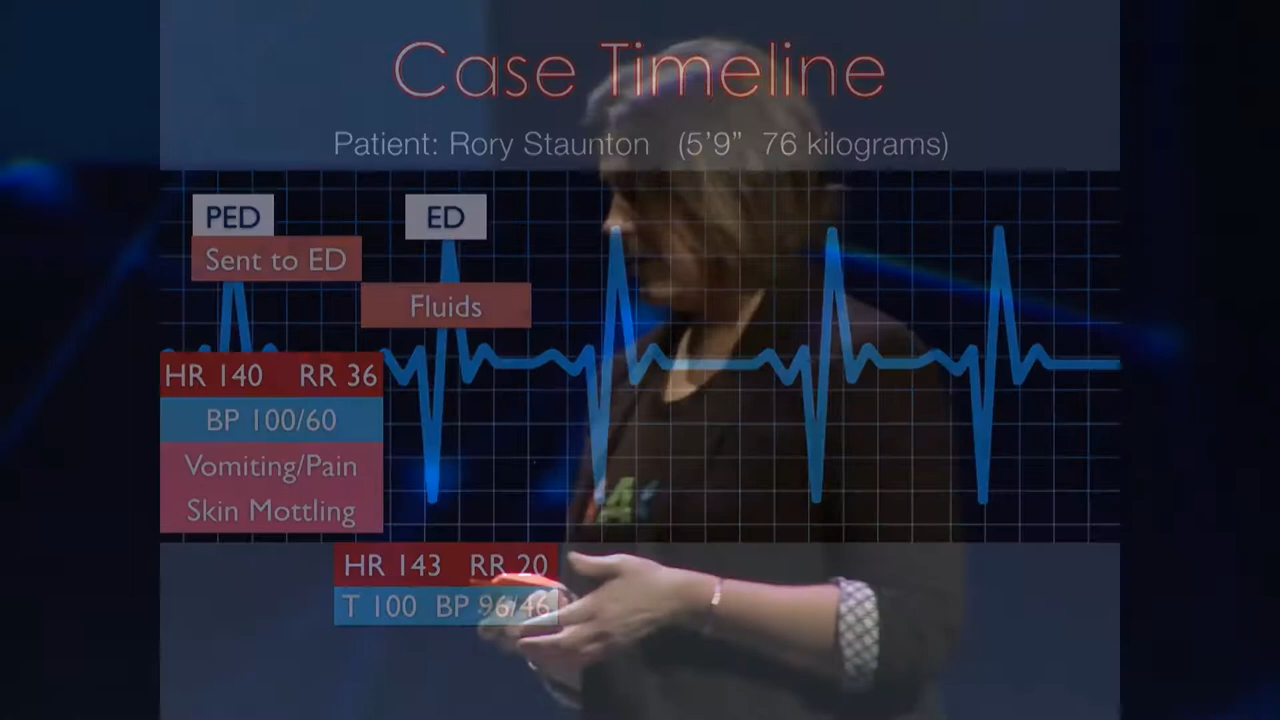 Case Timeline
Patient: Rory Staunton (5’9” 76 kilograms)
PED
ED
Sent to ED
Fluids
HR 140 RR 36
BP 100/60
Vomiting/Pain
Skin Mottling
HR 143 RR 20
T 100 BP 96/46